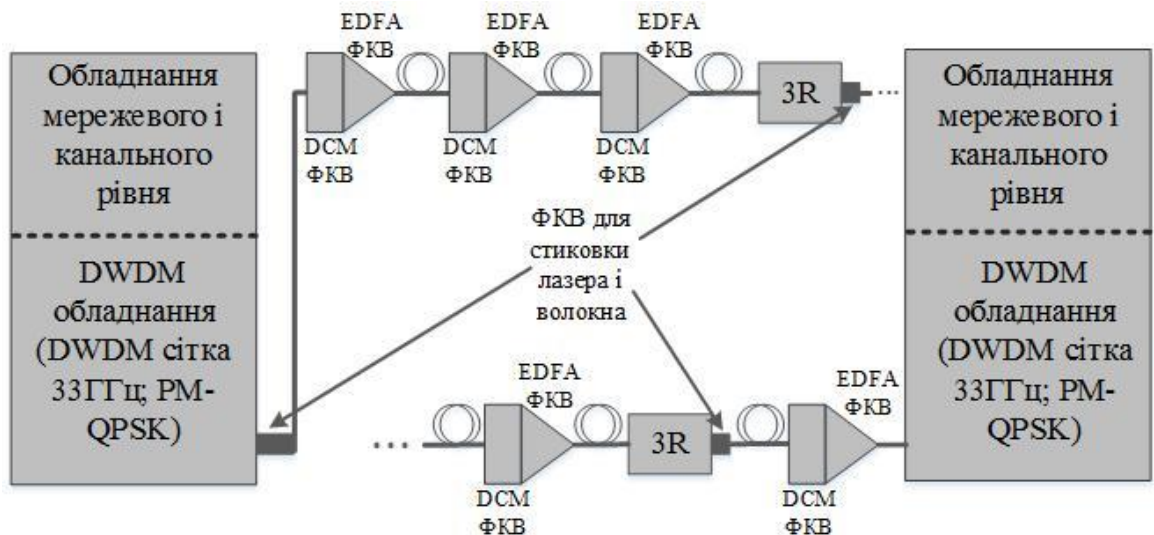 EDFA
ФКВ
EDFA
ФКВ
EDFA
ФКВ
Обладнання
мережевого і
канального
рівня
3R
...
DCM
ФКВ
DCM
ФКВ
DCM
ФКВ
Обладнання
мережевого і
канального
рівня
ФКВ для
стиковки
лазера і
волокна
DWDM
обладнання
(DWDM сітка
33ГГц; PM-
QPSK)
EDFA
ФКВ
...
3R
EDFA
ФКВ
DCM
ФКВ
DCM
ФКВ
DWDM
обладнання
(DWDM сітка
33ГГц; PM-
QPSK)